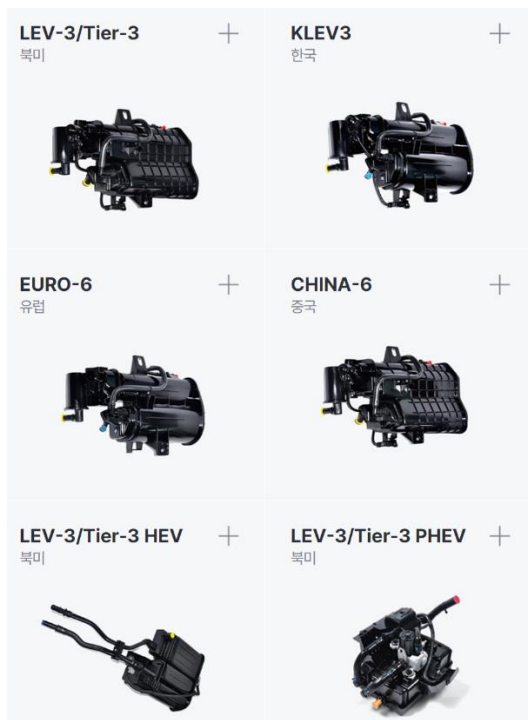 LEV-3/Tier-3
북미
KLEV3
한국
EURO-6
유럽
CHINA-6
중국
LEV-3/Tier-3 HEV
북미
LEV-3/Tier-3 PHEV
북미